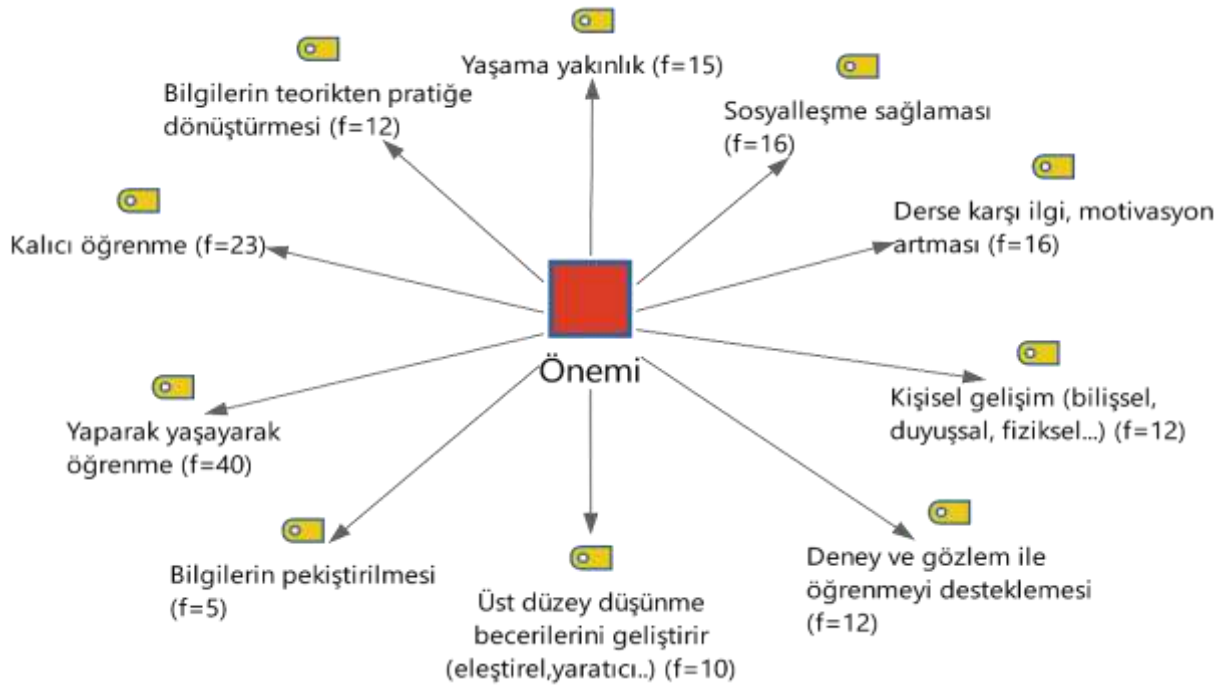 Yaşama yakınlık (f=15)
Bilgilerin teorikten pratiğe
dönüştürmesi (f=12)
Sosyalleşme sağlaması
(f=16)
Derse karşı ilgi, motivasyon
artması (f=16)
Kalıcı öğrenme (f=23)
Önemi
Kişisel gelişim (bilişsel,
duyuşsal, fiziksel...) (f=12)
Yaparak yaşayarak
öğrenme (f=40)
Deney ve gözlem ile
öğrenmeyi desteklemesi
(f=12)
Bilgilerin pekiştirilmesi
(f=5)
Üst düzey düşünme
becerilerini geliştirir
(eleştirel,yaratıcı..) (f=10)